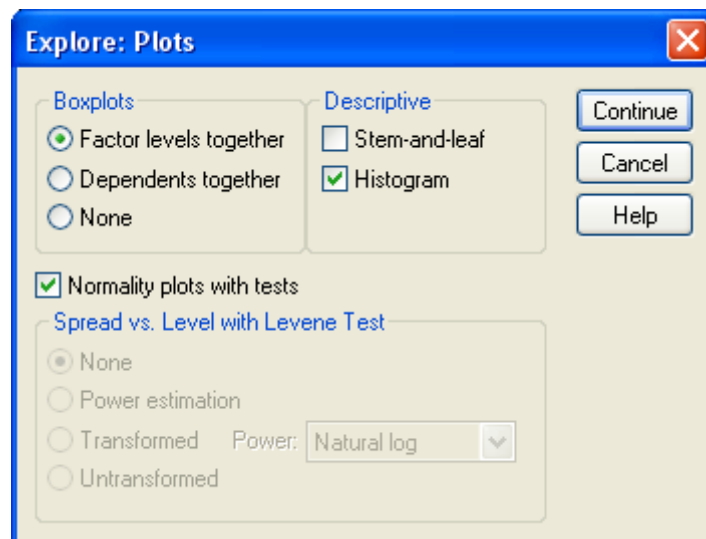 Explore: Plots
Boxplots
Factor levels together
Dependents together
None
Descriptive
Stem-and-leaf
Histogram
Continue
Cancel
Help
Normality plots with tests
Spread vs. Level with Levene Test
None
Power estimation
Transformed Power: Natural log
Untransformed